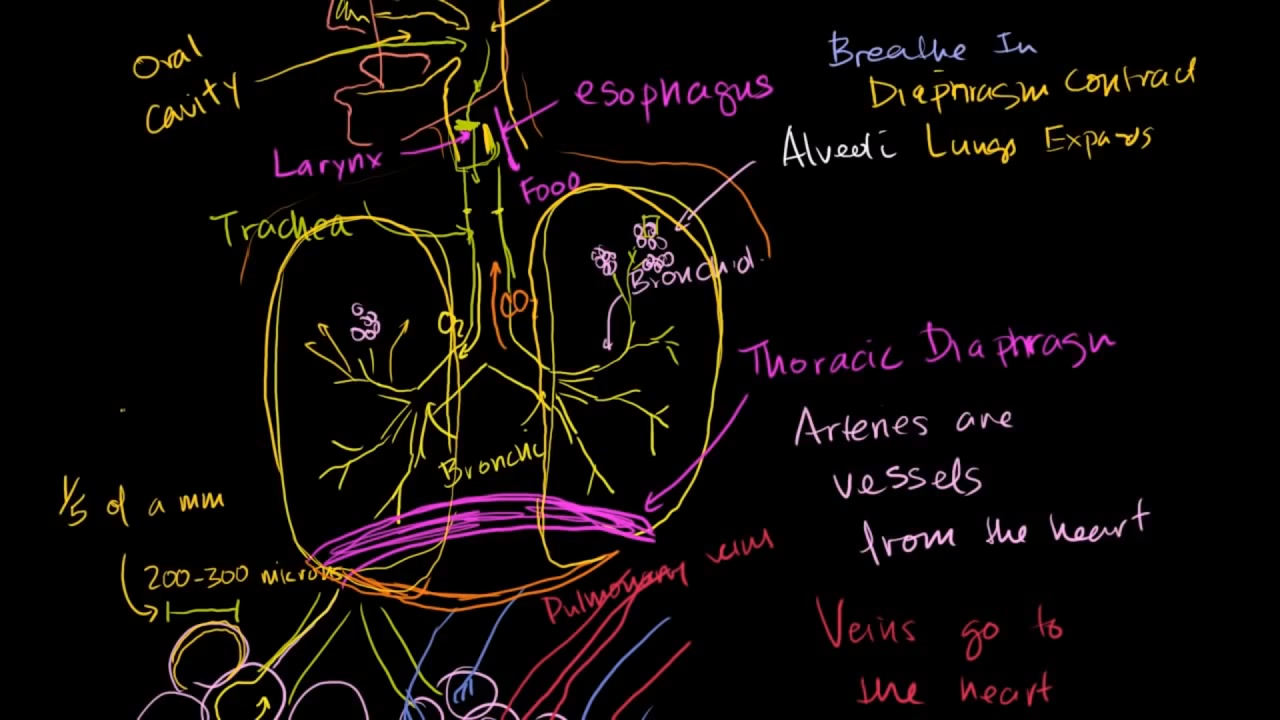 oral
cavity
Larynx
Trachea
esophagus
Food
Breathe In
Diaphragm Contract
Alveoli Lungs Expands
Bronchiol
O2
CO2
Bronchi
Thoracic Diaphragm
Arteries are
vessels
from the heart
1/5 of a mm
200-300 microns
Pulmonary vein
Veins go to
the heart